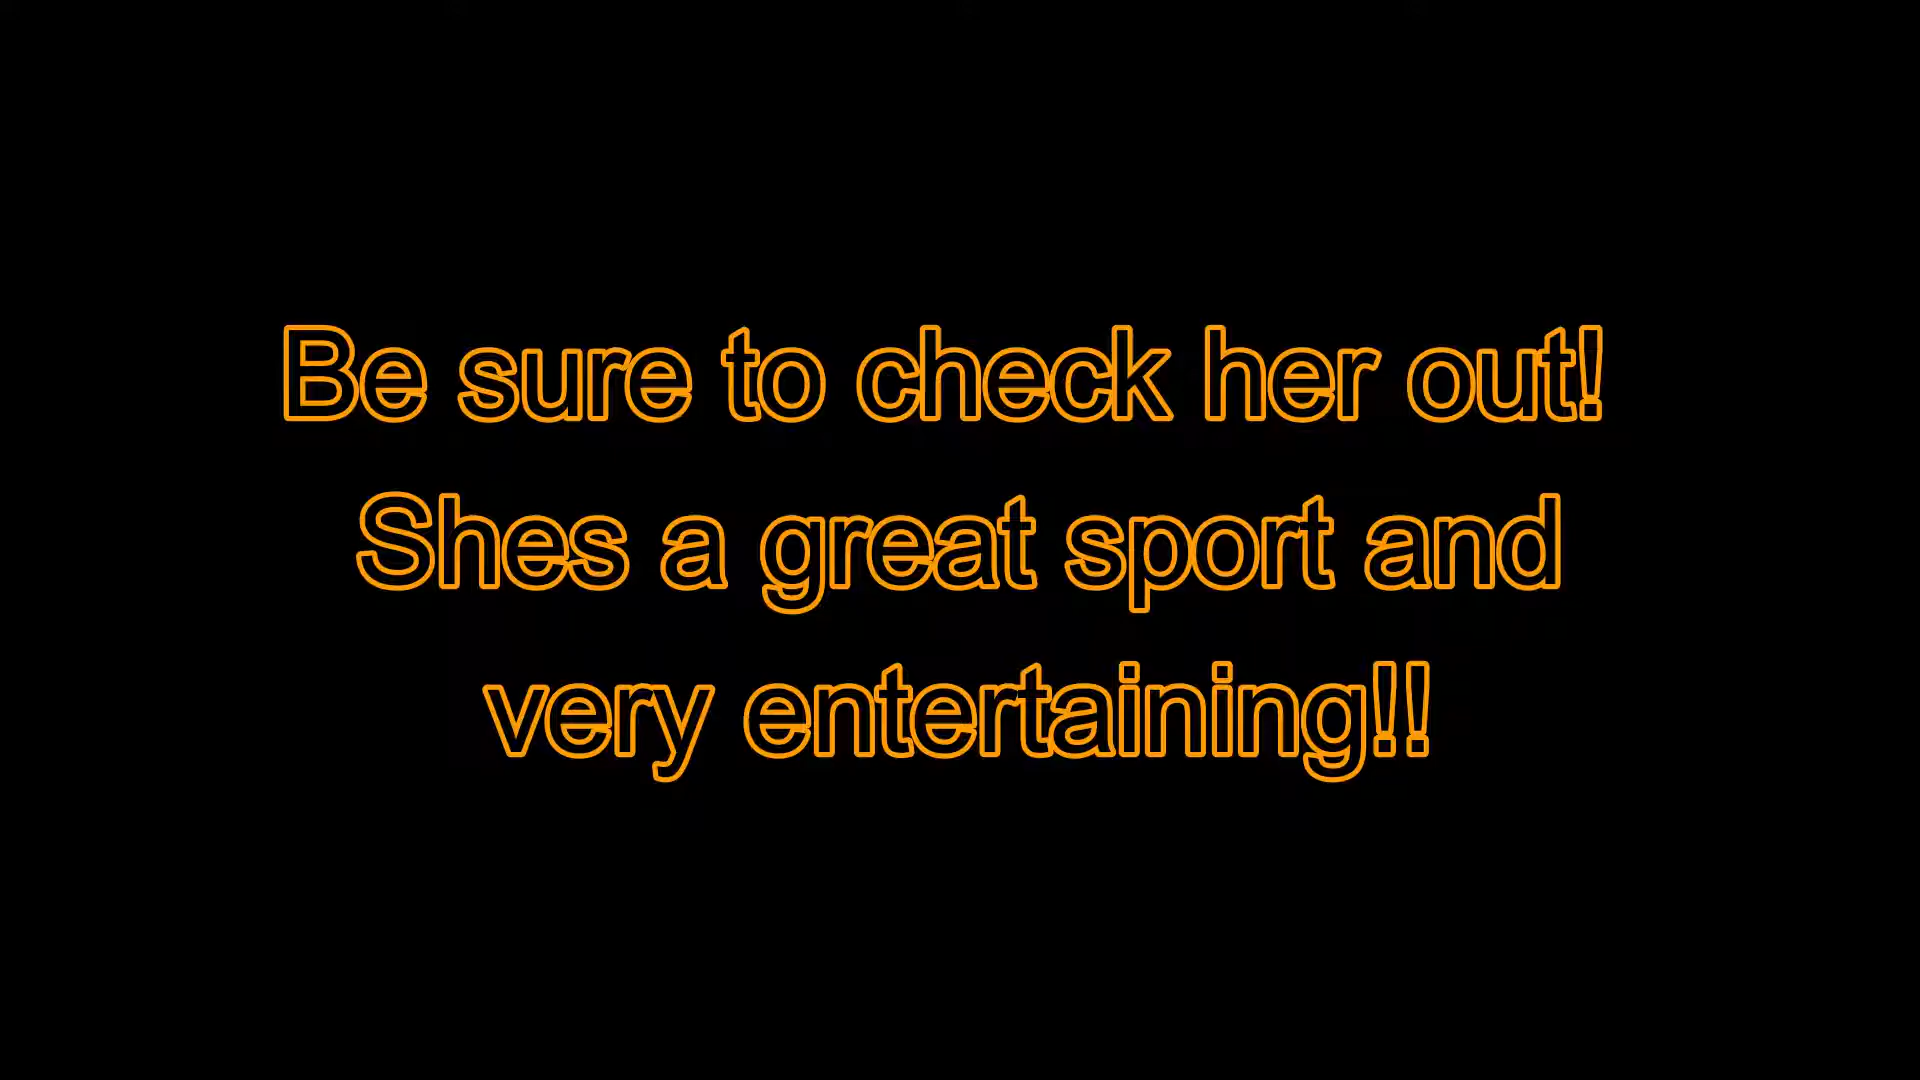 Be sure to check her out!
Shes a great sport and
very entertaining!!